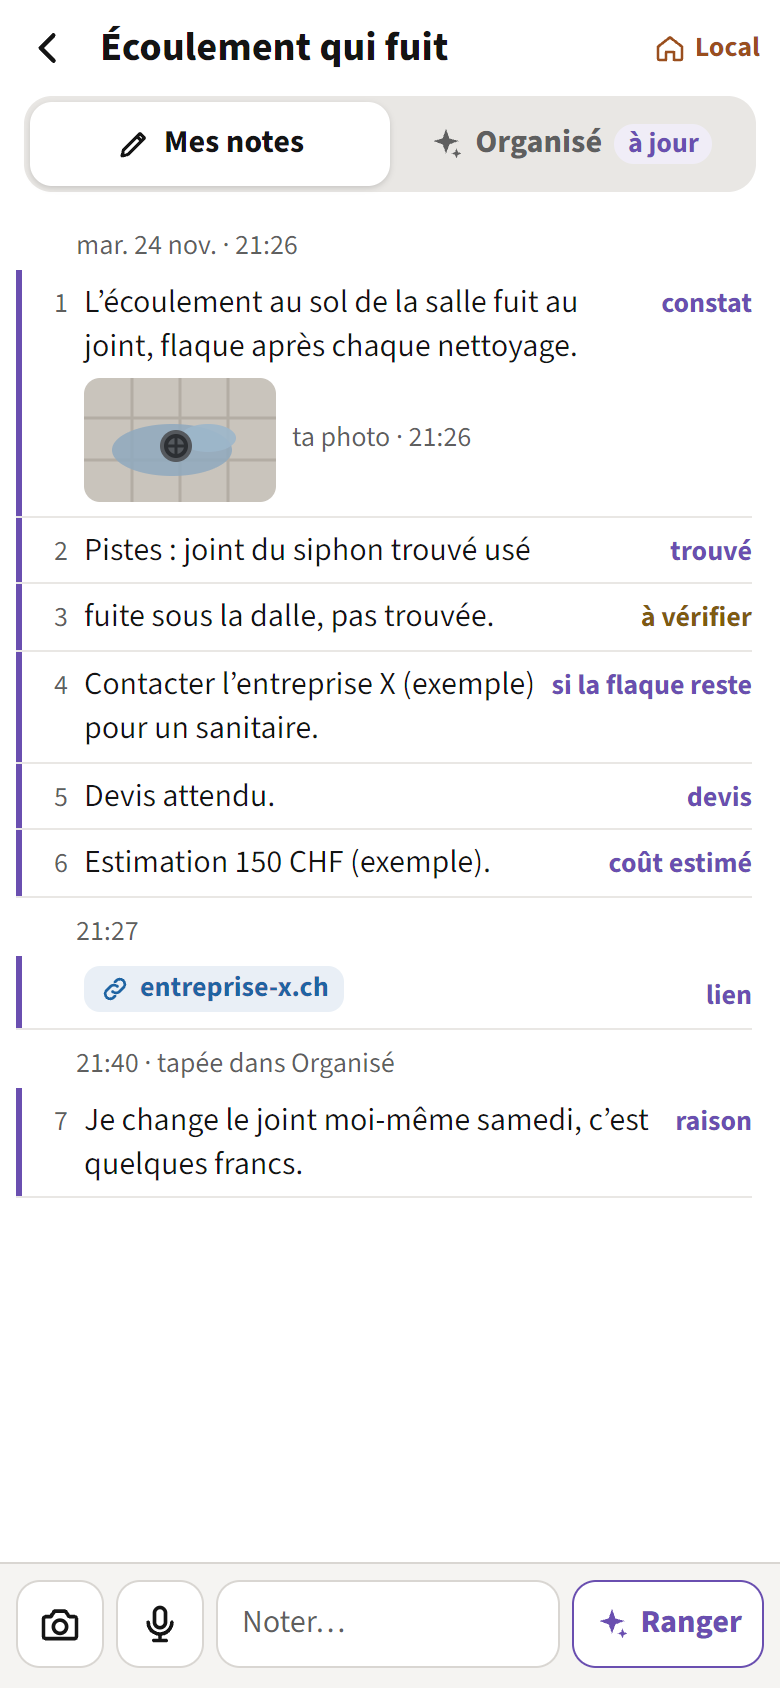 Écoulement qui fuit
Local
Mes notes
Organisé
à jour
mar. 24 nov. · 21:26
1 L’écoulement au sol de la salle fuit au constat
joint, flaque après chaque nettoyage.
ta photo · 21:26
2 Pistes : joint du siphon trouvé usé trouvé
3 fuite sous la dalle, pas trouvée. à vérifier
4 Contacter l’entreprise X (exemple) si la flaque reste
pour un sanitaire.
5 Devis attendu. devis
6 Estimation 150 CHF (exemple). coût estimé
21:27
entreprise-x.ch lien
21:40 · tapée dans Organisé
7 Je change le joint moi-même samedi, c’est raison
quelques francs.
Noter…
Ranger